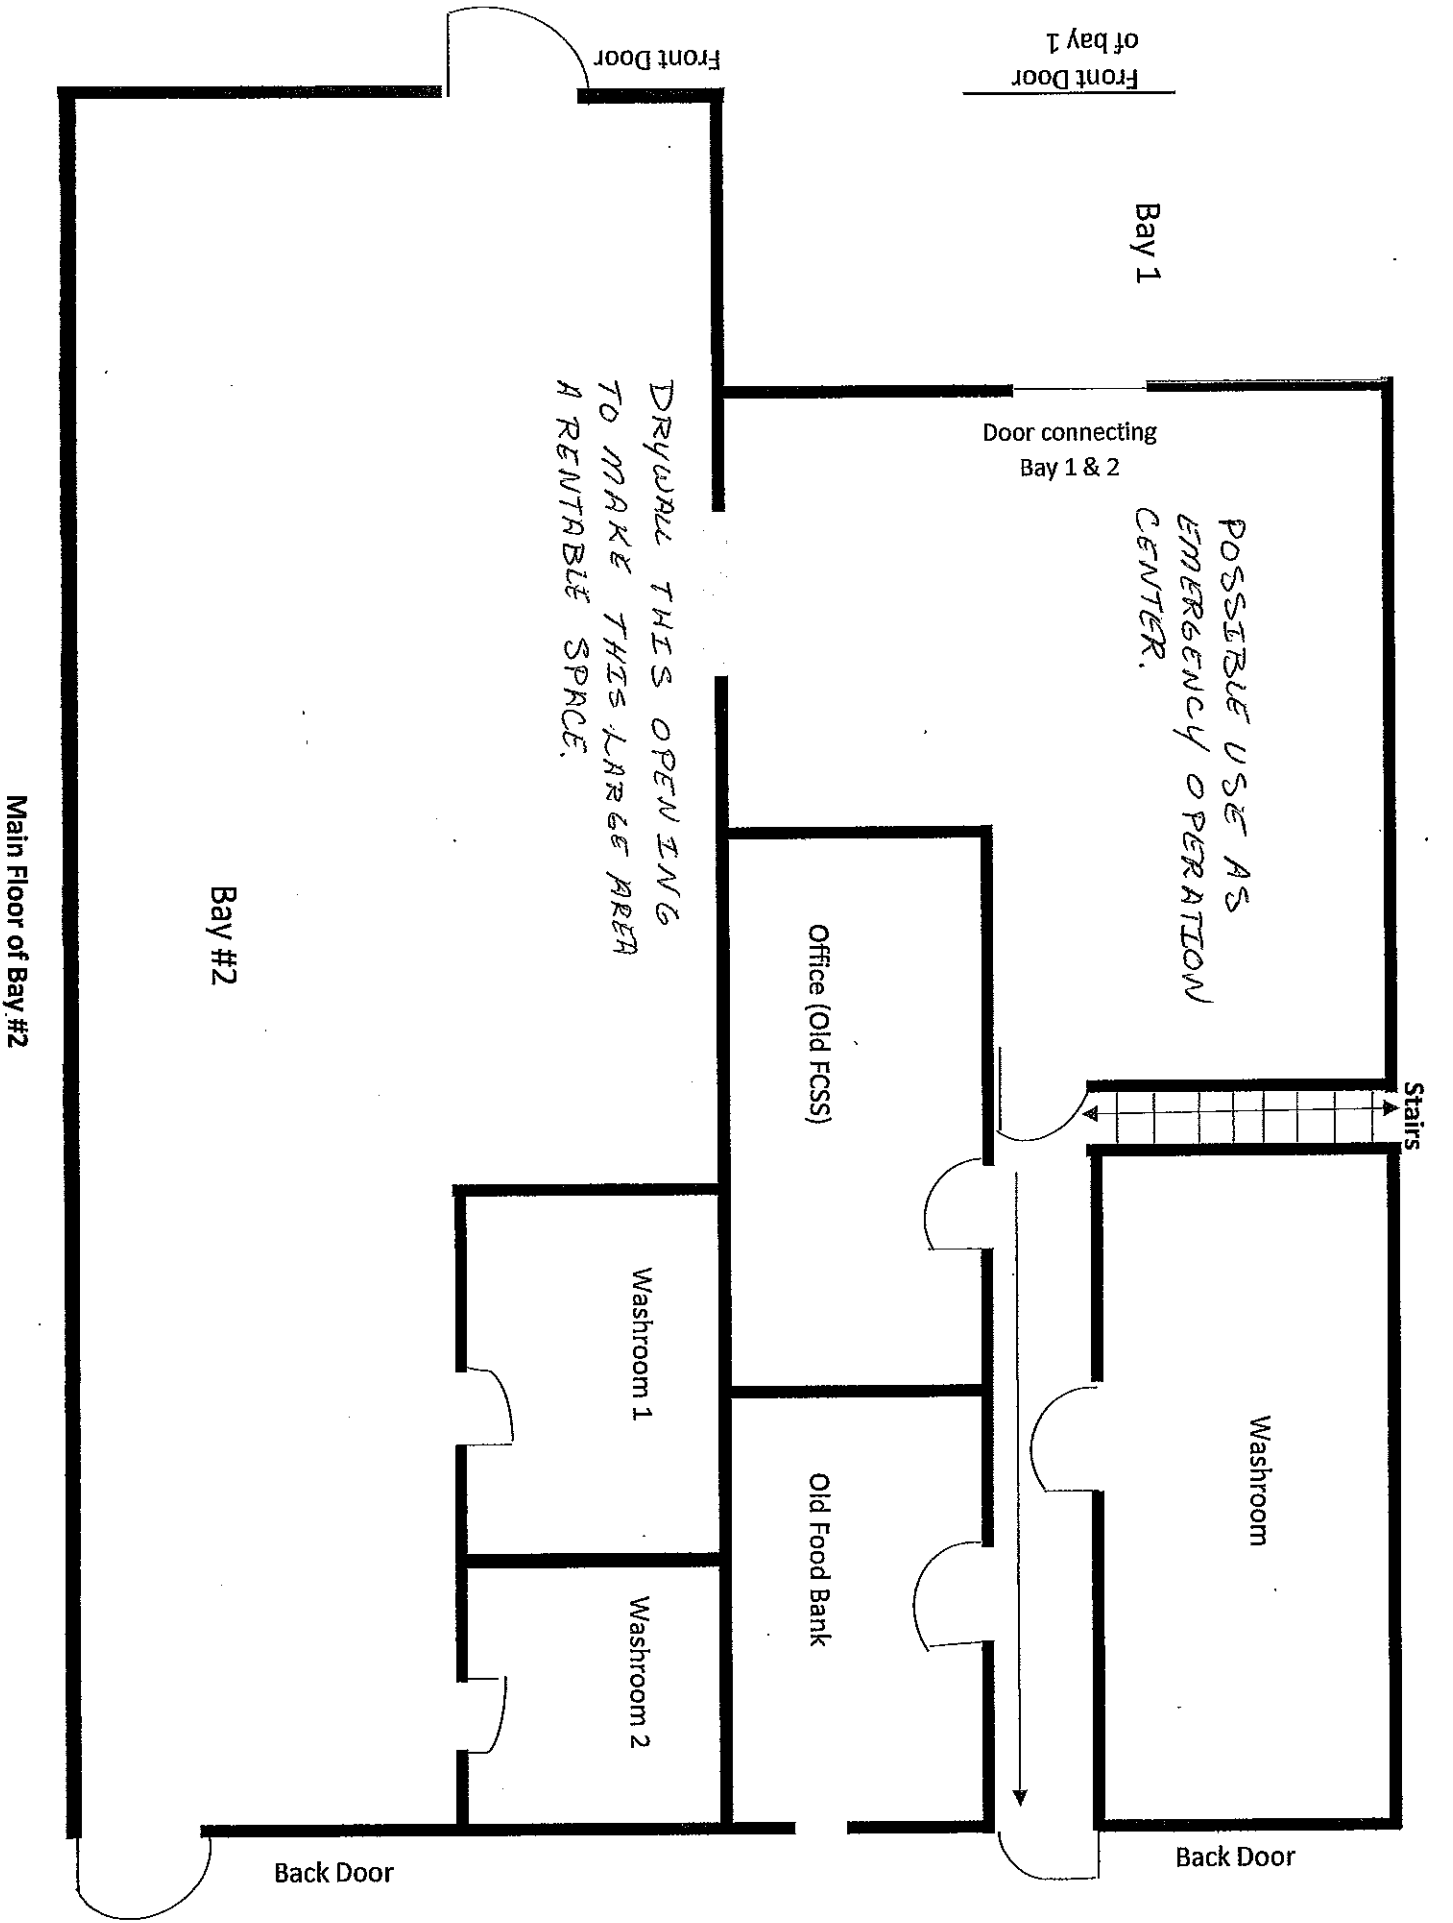 Front Door
Front Door
of bay 1
Bay 1
Door connecting
Bay 1 & 2
POSSIBLE USE AS
EMERGENCY OPERATION
CENTER.
DRYWALL THIS OPENING
TO MAKE THIS LARGE AREA
A RENTABLE SPACE.
Stairs
Office (Old FCSS)
Bay #2
Washroom
Washroom 1
Old Food Bank
Washroom 2
Back Door
Back Door
Main Floor of Bay #2